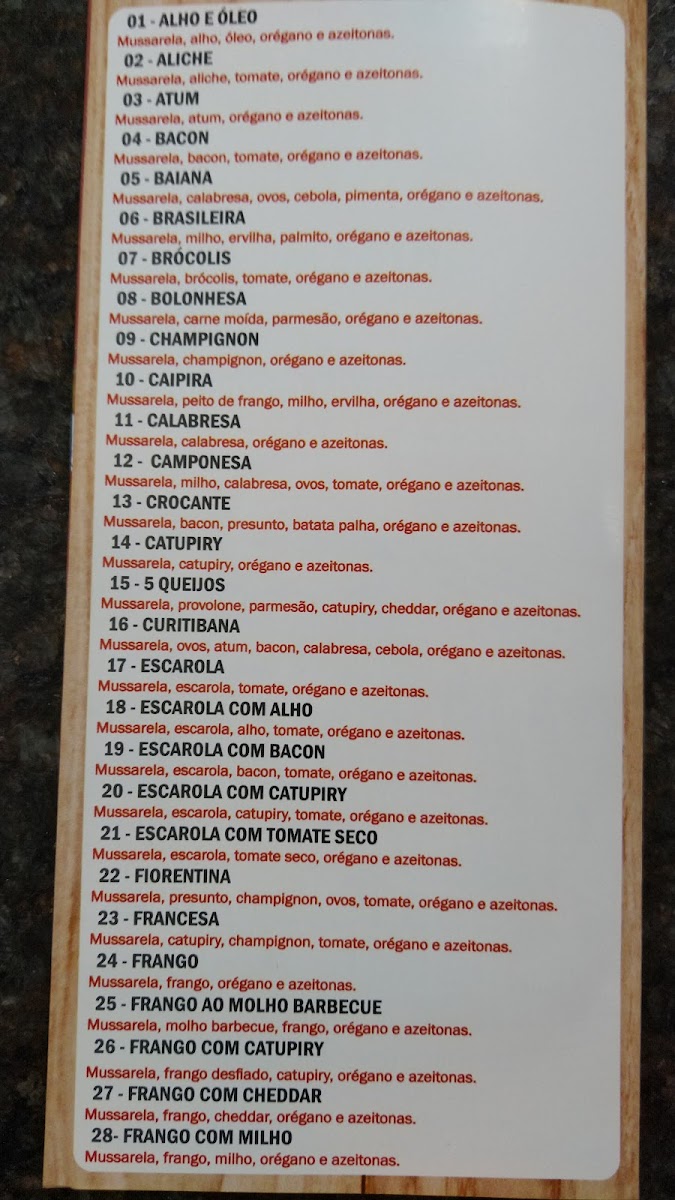 01 - ALHO E ÓLEO
Mussarela, alho, óleo, orégano e azeitonas.
02 - ALICHE
Mussarela, aliche, tomate, orégano e azeitonas.
03 - ATUM
Mussarela, atum, orégano e azeitonas.
04 - BACON
Mussarela, bacon, tomate, orégano e azeitonas.
05 - BAIANA
Mussarela, calabresa, ovos, cebola, pimenta, orégano e azeitonas.
06 - BRASILEIRA
Mussarela, milho, ervilha, palmito, orégano e azeitonas.
07 - BRÓCOLIS
Mussarela, brócolis, tomate, orégano e azeitonas.
08 - BOLONHESA
Mussarela, carne moída, parmesão, orégano e azeitonas.
09 - CHAMPIGNON
Mussarela, champignon, orégano e azeitonas.
10 - CAIPIRA
Mussarela, peito de frango, milho, ervilha, orégano e azeitonas.
11 - CALABRESA
Mussarela, calabresa, orégano e azeitonas.
12 - CAMPONESA
Mussarela, milho, calabresa, ovos, tomate, orégano e azeitonas.
13 - CROCANTE
Mussarela, bacon, presunto, batata palha, orégano e azeitonas.
14 - CATUPIRY
Mussarela, catupiry, orégano e azeitonas.
15 - 5 QUEIJOS
Mussarela, provolone, parmesão, catupiry, cheddar, orégano e azeitonas.
16 - CURITIBANA
Mussarela, ovos, atum, bacon, calabresa, cebola, orégano e azeitonas.
17 - ESCAROLA
Mussarela, escarola, tomate, orégano e azeitonas.
18 - ESCAROLA COM ALHO
Mussarela, escarola, alho, tomate, orégano e azeitonas.
19 - ESCAROLA COM BACON
Mussarela, escarola, bacon, tomate, orégano e azeitonas.
20 - ESCAROLA COM CATUPIRY
Mussarela, escarola, catupiry, tomate, orégano e azeitonas.
21 - ESCAROLA COM TOMATE SECO
Mussarela, escarola, tomate seco, orégano e azeitonas.
22 - FIORENTINA
Mussarela, presunto, champignon, ovos, tomate, orégano e azeitonas.
23 - FRANCESA
Mussarela, catupiry, champignon, tomate, orégano e azeitonas.
24 - FRANGO
Mussarela, frango, orégano e azeitonas.
25 - FRANGO AO MOLHO BARBECUE
Mussarela, molho barbecue, frango, orégano e azeitonas.
26 - FRANGO COM CATUPIRY
Mussarela, frango desfiado, catupiry, orégano e azeitonas.
27 - FRANGO COM CHEDDAR
Mussarela, frango, cheddar, orégano e azeitonas.
28- FRANGO COM MILHO
Mussarela, frango, milho, orégano e azeitonas.